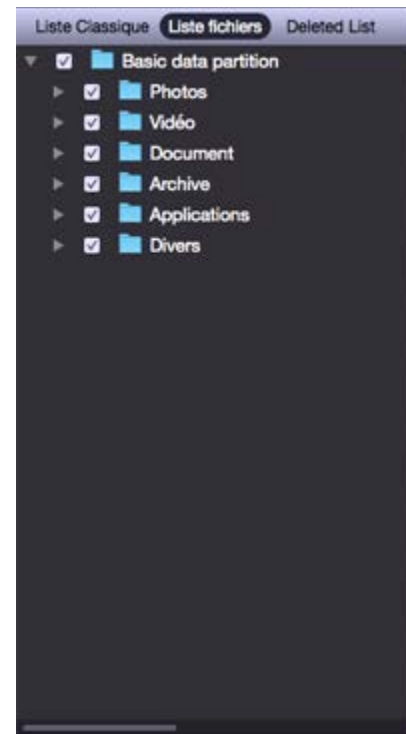 Liste Classique Liste fichiers Deleted List
Basic data partition
Photos
Vidéo
Document
Archive
Applications
Divers